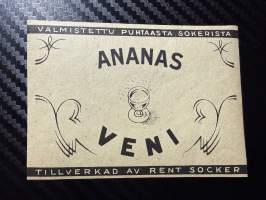 VALMISTETTU PUHTAASTA SOKERISTA
ANANAS
VENI
TILLVERKAD AV RENT SOCKER